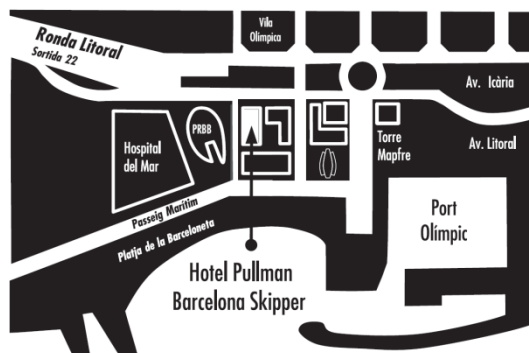 Vila
Olímpica
Ronda Litoral
Sortida 22
Av. Icària
PRBB
Hospital
del Mar
Torre
Mapfre
Av. Litoral
Passeig Marítim
Platja de la Barceloneta
Port
Olímpic
Hotel Pullman
Barcelona Skipper